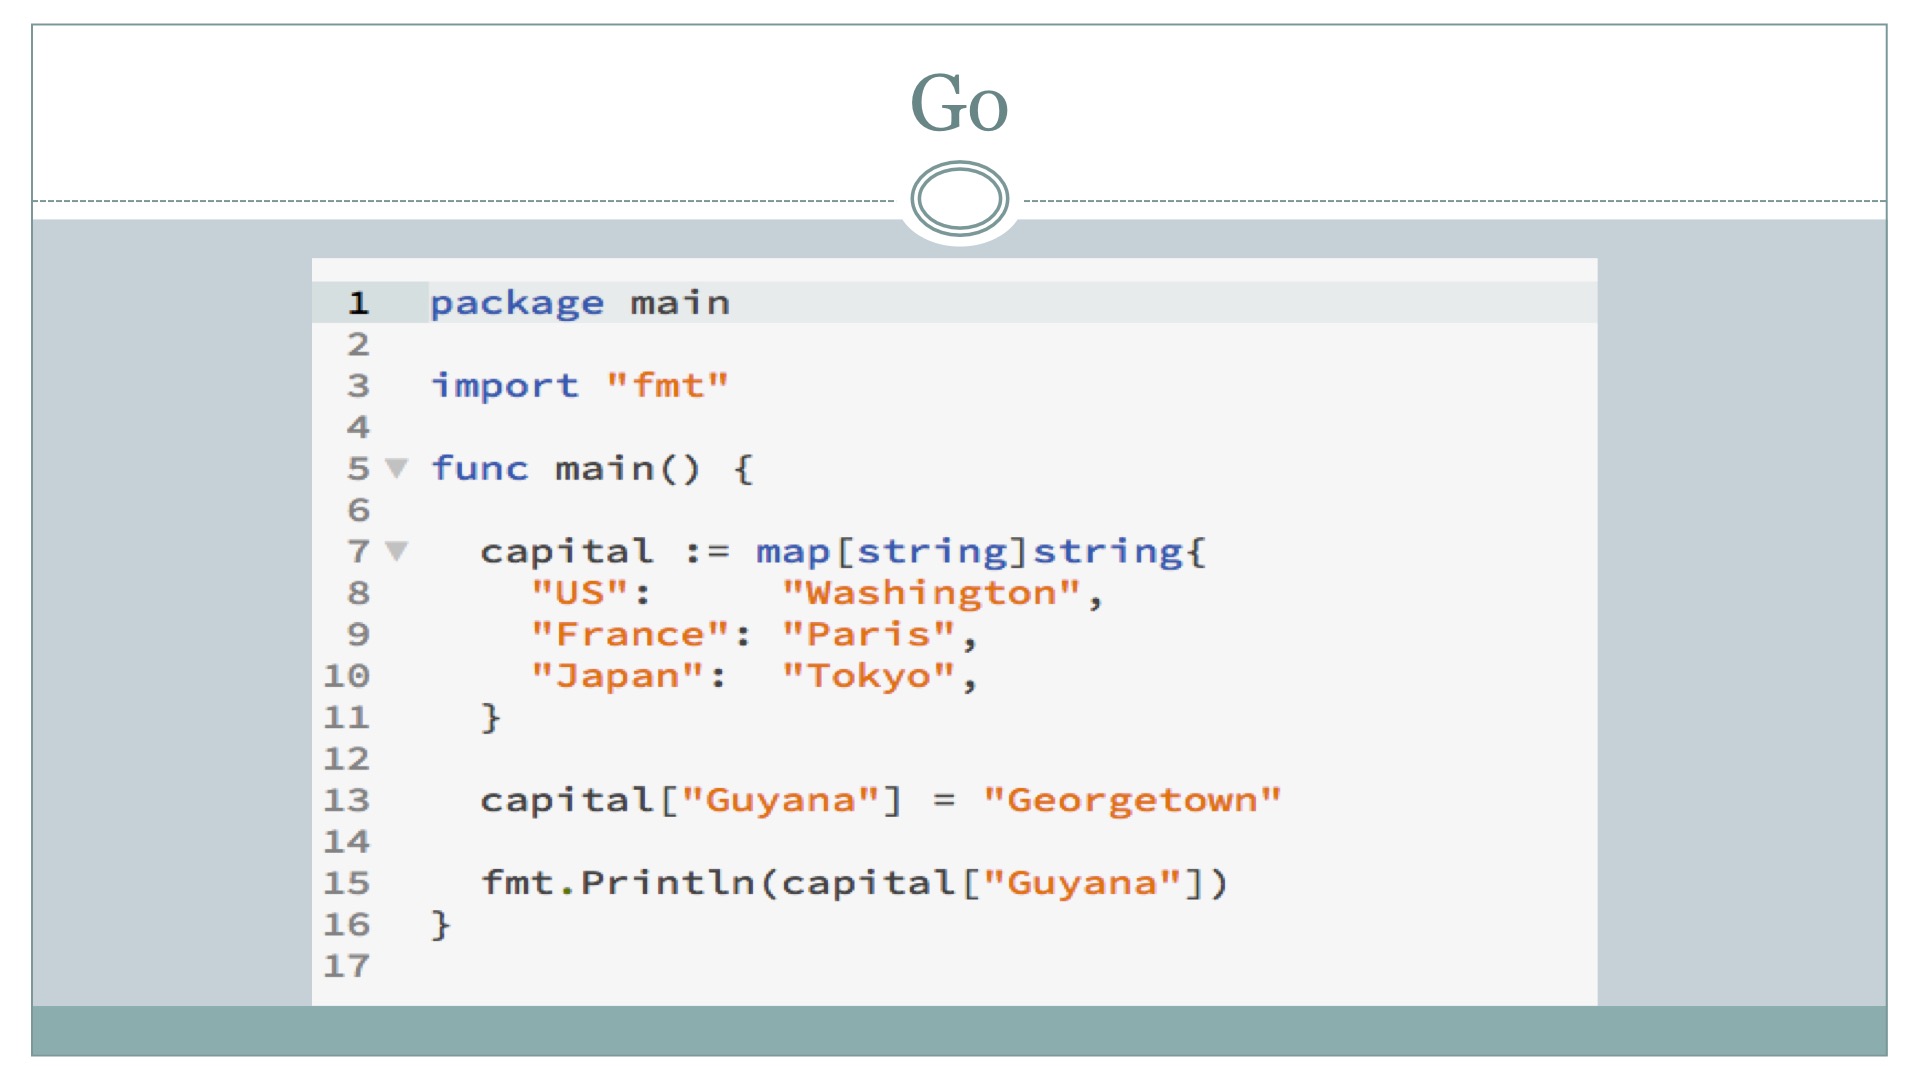 Go
1 package main
2
3 import "fmt"
4
5 func main() {
6
7   capital := map[string]string{
8     "US":     "Washington",
9     "France": "Paris",
10     "Japan":  "Tokyo",
11   }
12
13   capital["Guyana"] = "Georgetown"
14
15   fmt.Println(capital["Guyana"])
16 }
17